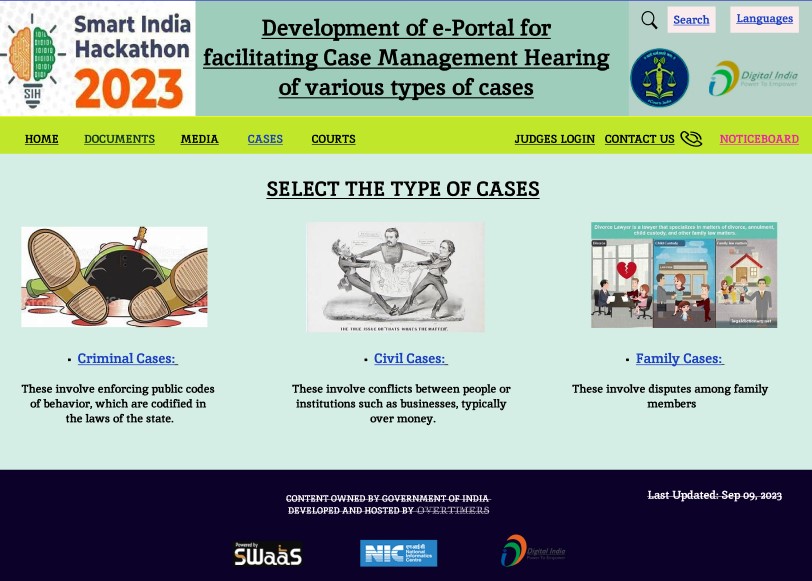 Smart India
Hackathon
2023
SIH
Development of e-Portal for
facilitating Case Management Hearing
of various types of cases
Search
Languages
Digital India
Power To Empower
HOME DOCUMENTS MEDIA CASES COURTS JUDGES LOGIN CONTACT US NOTICEBOARD
SELECT THE TYPE OF CASES
THE TRUE ISSUE OR "THATS WHATS THE MATTER".
Divorce Lawyer is a lawyer that specializes in matters of divorce, annulment,
child custody, and other family law matters.
Divorce Child Custody Family law matters
legaldictionary.net
• Criminal Cases:
These involve enforcing public codes
of behavior, which are codified in
the laws of the state.
• Civil Cases:
These involve conflicts between people or
institutions such as businesses, typically
over money.
• Family Cases:
These involve disputes among family
members
CONTENT OWNED BY GOVERNMENT OF INDIA
DEVELOPED AND HOSTED BY OVERTIMERS
Last Updated: Sep 09, 2023
Powered by
SWaaS
NIC
एन आई सी
National
Informatics
Centre
Digital India
Power To Empower